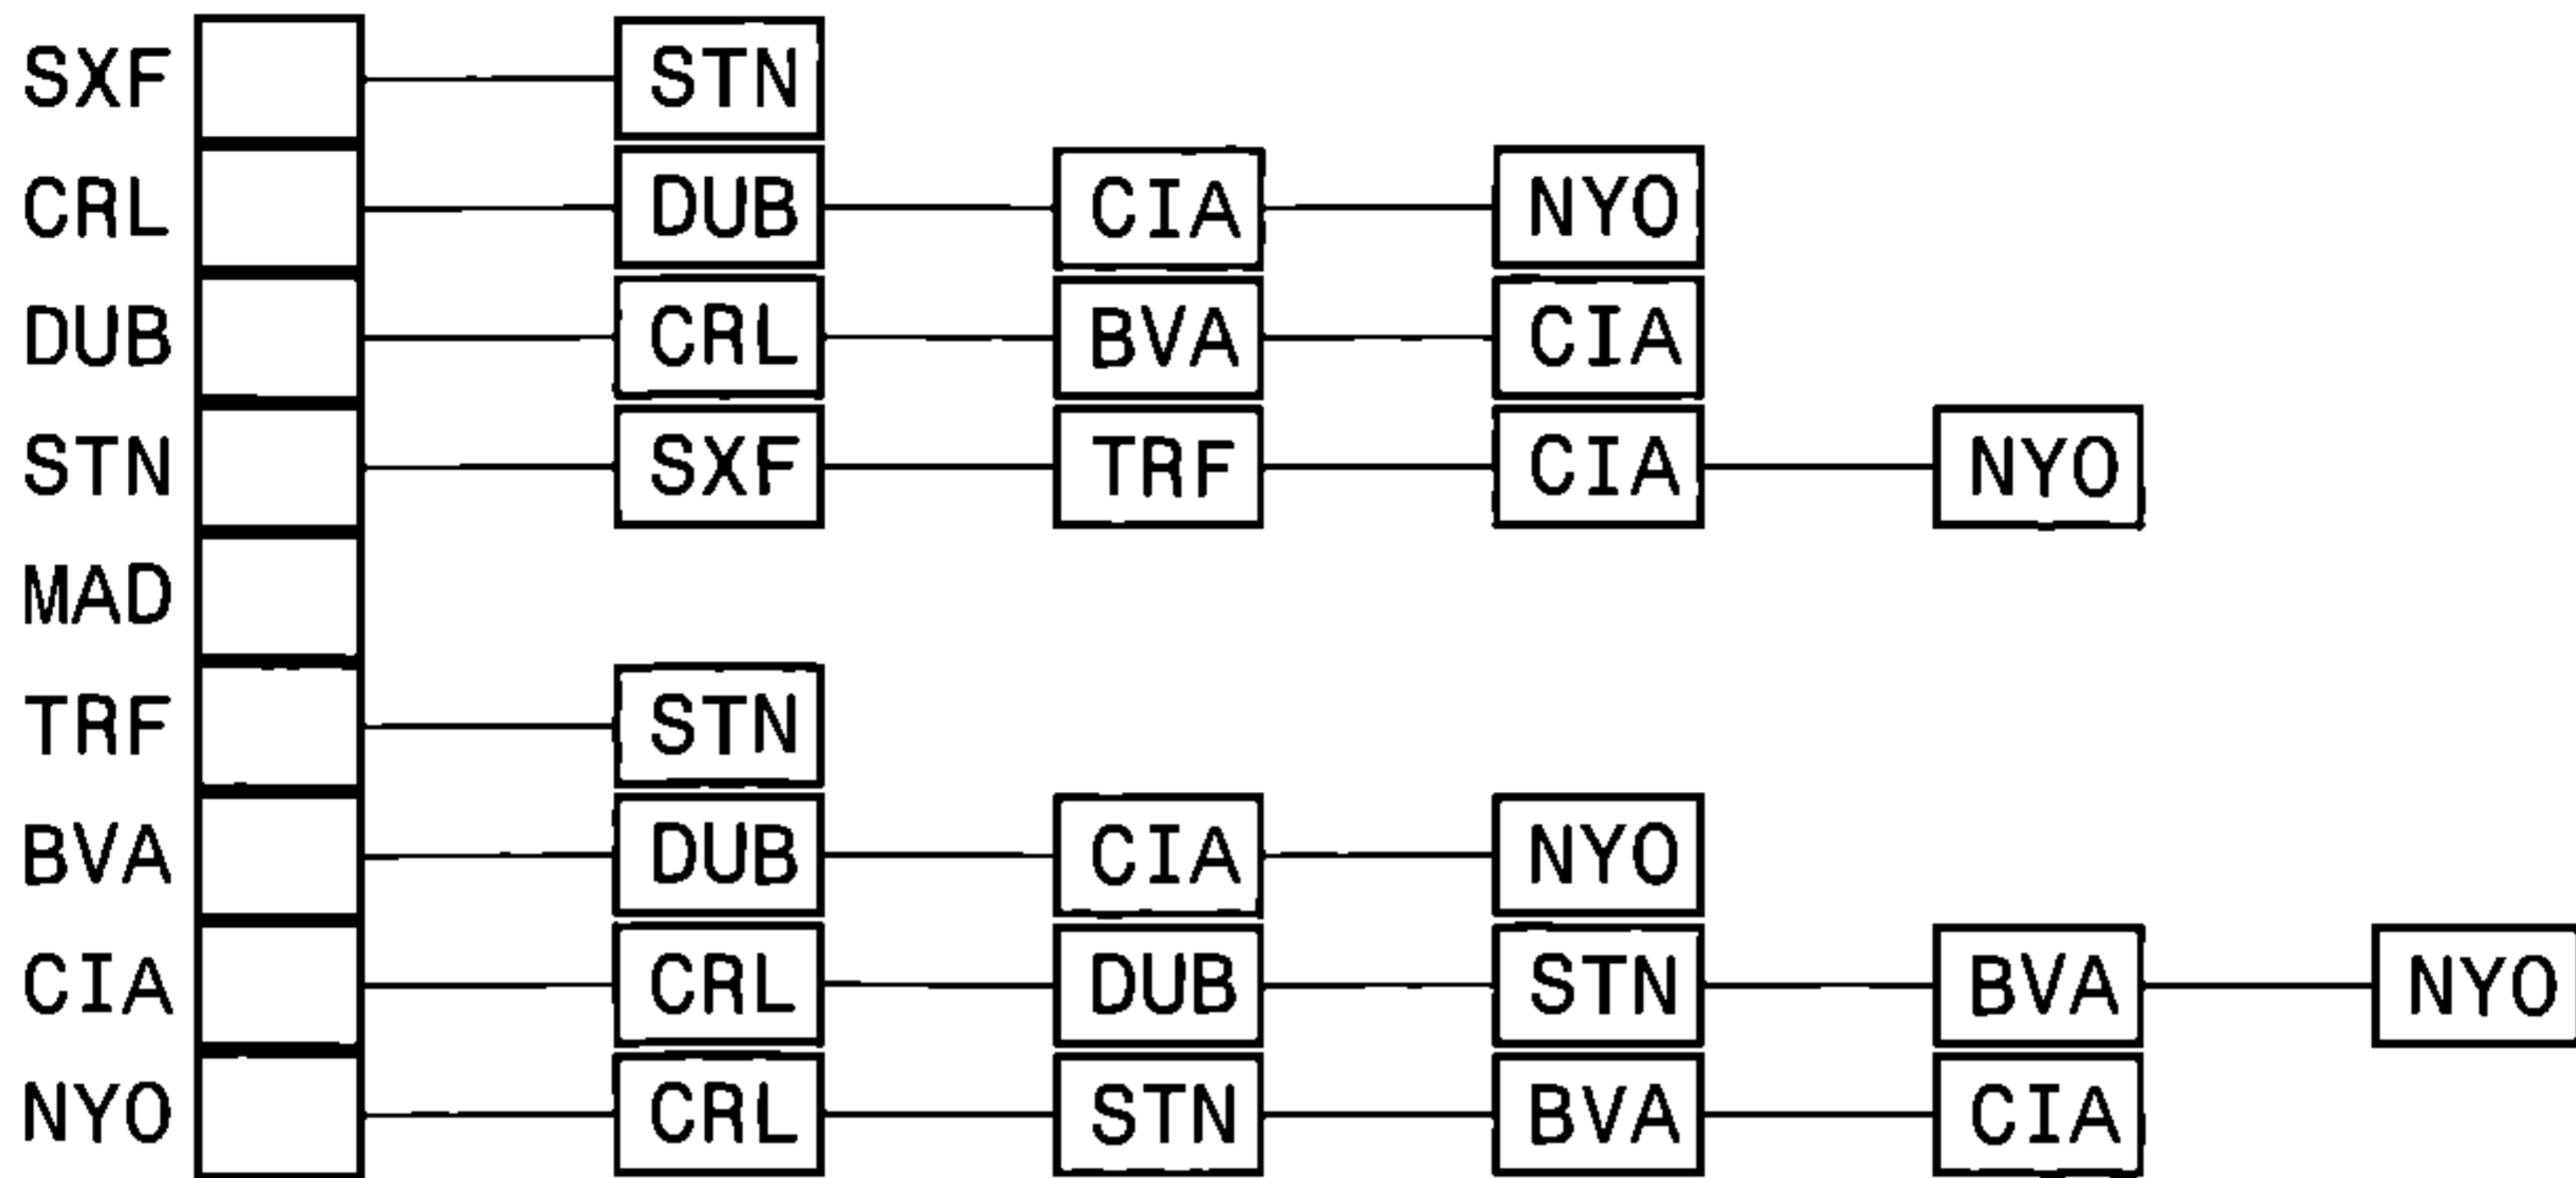 SXF STN
CRL DUB CIA NYO
DUB CRL BVA CIA
STN SXF TRF CIA NYO
MAD
TRF STN
BVA DUB CIA NYO
CIA CRL DUB STN BVA NYO
NYO CRL STN BVA CIA